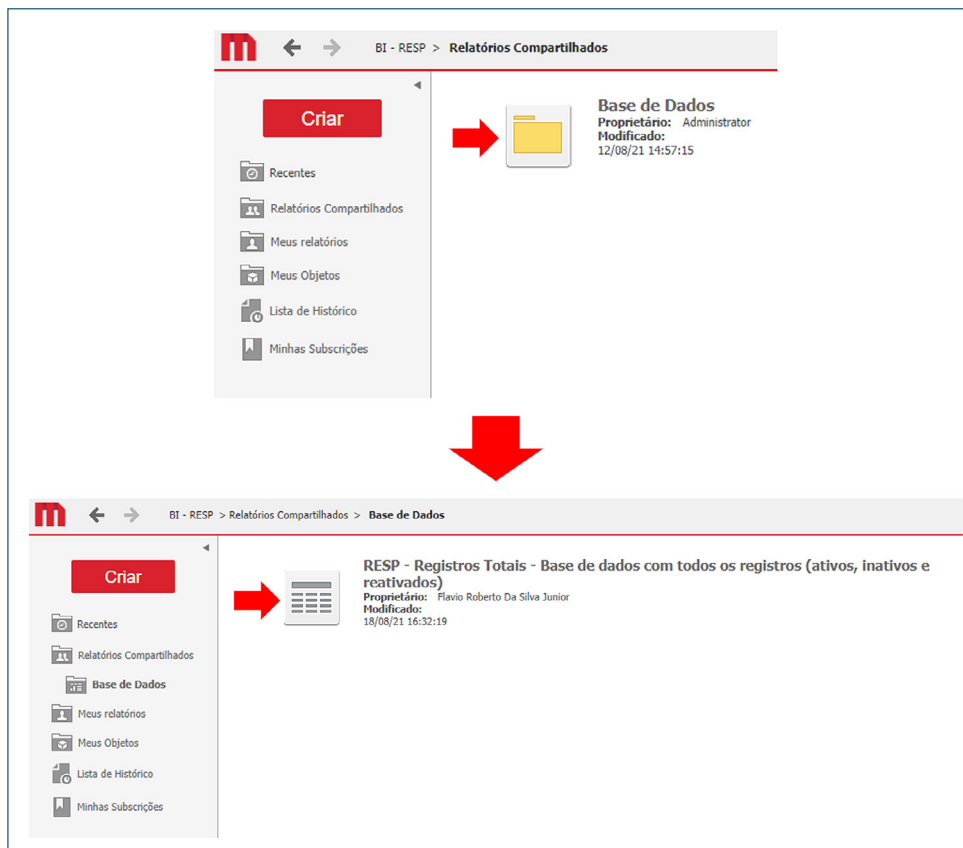 BI - RESP > Relatórios Compartilhados
Criar
Recentes
Relatórios Compartilhados
Meus relatórios
Meus Objetos
Lista de Histórico
Minhas Subscrições
Base de Dados
Proprietário: Administrator
Modificado:
12/08/21 14:57:15
BI - RESP > Relatórios Compartilhados > Base de Dados
Criar
Recentes
Relatórios Compartilhados
Base de Dados
Meus relatórios
Meus Objetos
Lista de Histórico
Minhas Subscrições
RESP - Registros Totais - Base de dados com todos os registros (ativos, inativos e
reativados)
Proprietário: Flavio Roberto Da Silva Junior
Modificado:
18/08/21 16:32:19